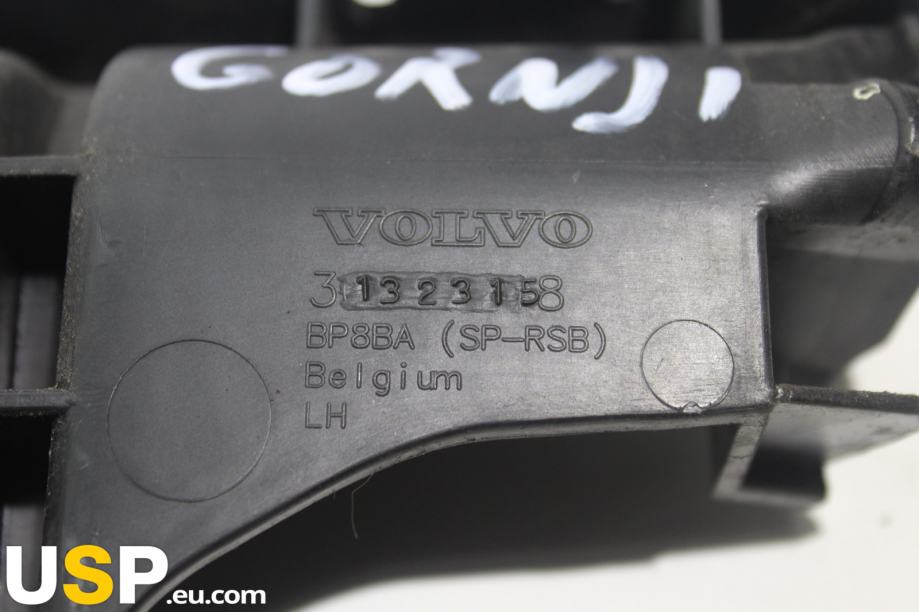 GORNJI
VOLVO
31323158
BP8BA (SP-RSB)
Belgium
LH
USP.eu.com